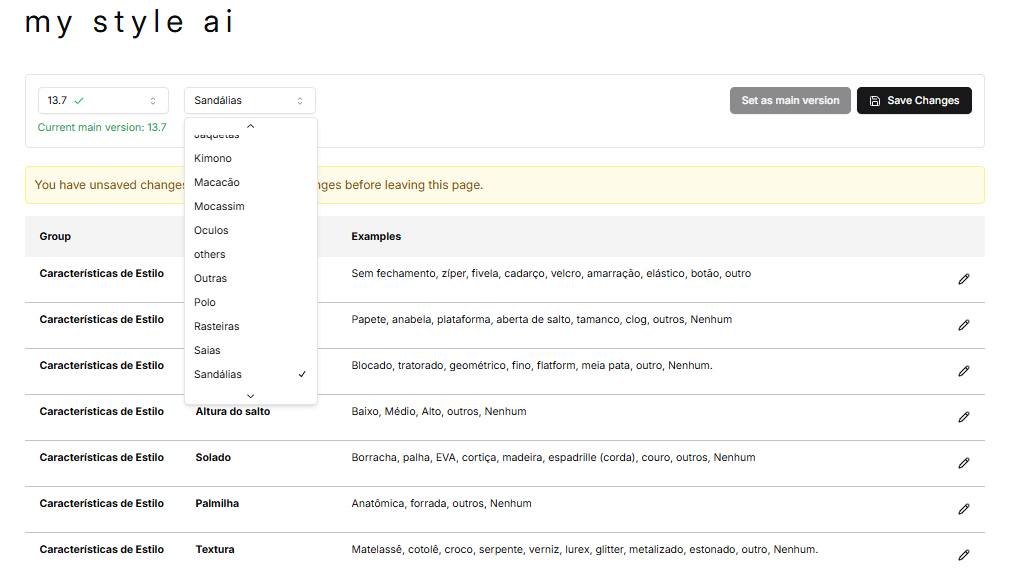 my style ai
13.7
Sandálias
Set as main version
Save Changes
Current main version: 13.7
Jaquetas
Kimono
Macacão
Mocassim
Oculos
others
Outras
Polo
Rasteiras
Saias
Sandálias
You have unsaved changes
nges before leaving this page.
Group
Examples
Características de Estilo
Sem fechamento, zíper, fivela, cadarço, velcro, amarração, elástico, botão, outro
Características de Estilo
Papete, anabela, plataforma, aberta de salto, tamanco, clog, outros, Nenhum
Características de Estilo
Blocado, tratorado, geométrico, fino, flatform, meia pata, outro, Nenhum.
Características de Estilo
Altura do salto
Baixo, Médio, Alto, outros, Nenhum
Características de Estilo
Solado
Borracha, palha, EVA, cortiça, madeira, espadrille (corda), couro, outros, Nenhum
Características de Estilo
Palmilha
Anatômica, forrada, outros, Nenhum
Características de Estilo
Textura
Matelassê, cotolê, croco, serpente, verniz, lurex, glitter, metalizado, estonado, outro, Nenhum.